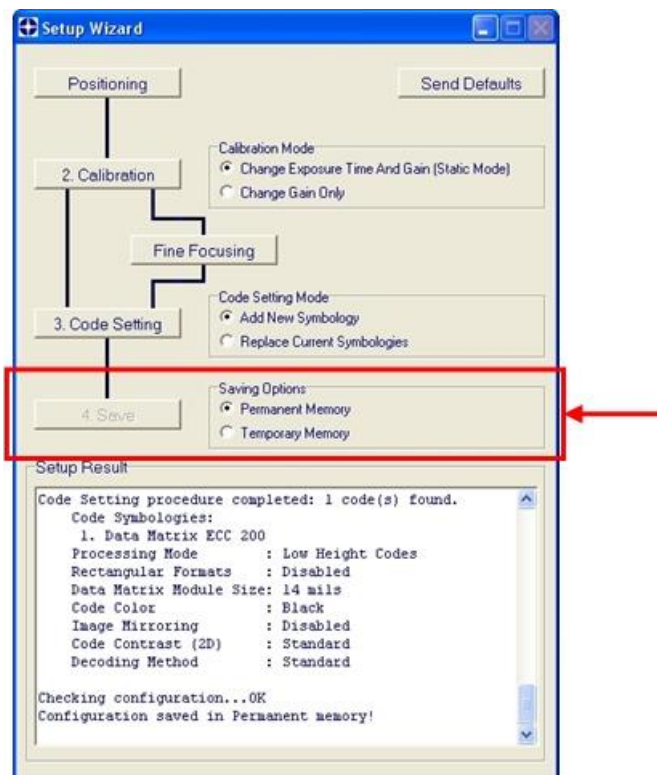 Setup Wizard
Positioning
Send Defaults
Calibration Mode
2. Calibration
Change Exposure Time And Gain (Static Mode)
Change Gain Only
Fine Focusing
Code Setting Mode
3. Code Setting
Add New Symbology
Replace Current Symbologies
Saving Options
4. Save
Permanent Memory
Temporary Memory
Setup Result
Code Setting procedure completed: 1 code(s) found.
Code Symbologies:
1. Data Matrix ECC 200
Processing Mode : Low Height Codes
Rectangular Formats : Disabled
Data Matrix Module Size: 14 mils
Code Color : Black
Image Mirroring : Disabled
Code Contrast (2D) : Standard
Decoding Method : Standard
Checking configuration...OK
Configuration saved in Permanent memory!